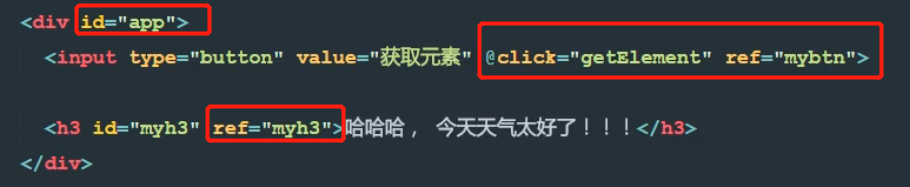 <div id="app">
<input type="button" value="获取元素" @click="getElement" ref="mybtn">
<h3 id="myh3" ref="myh3">哈哈哈， 今天天气太好了！！！</h3>
</div>